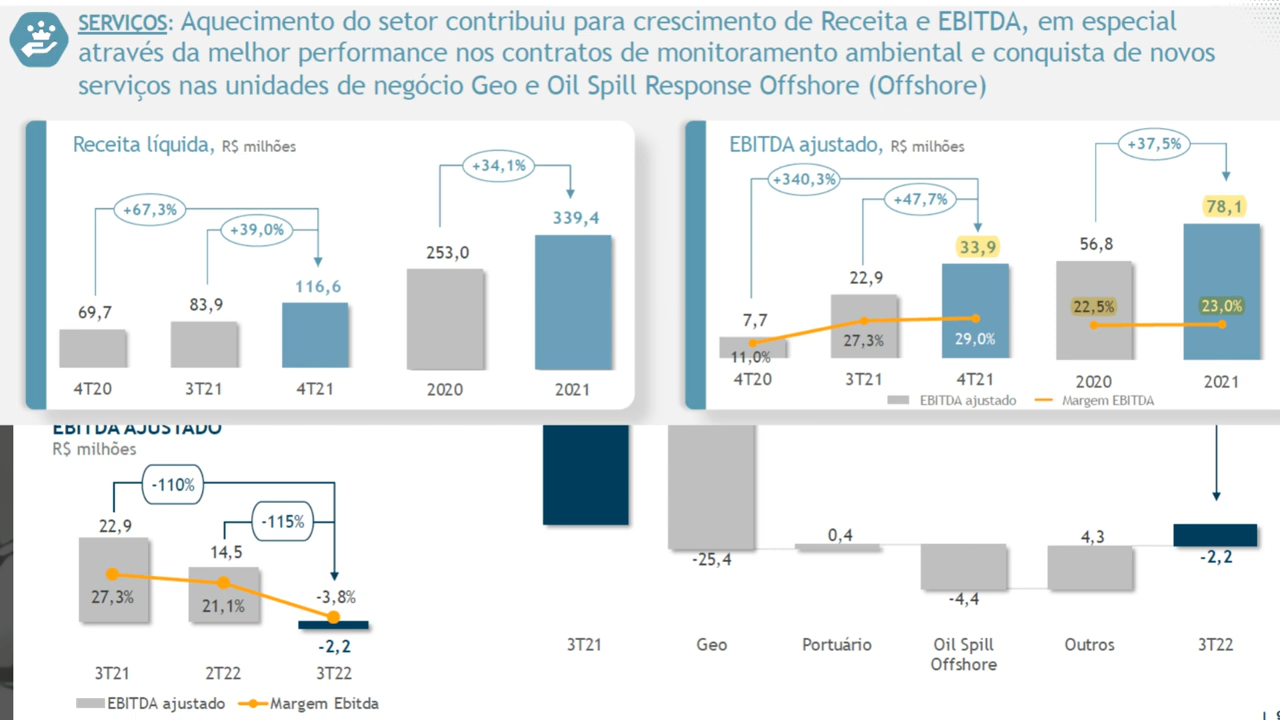 SERVIÇOS: Aquecimento do setor contribuiu para crescimento de Receita e EBITDA, em especial
através da melhor performance nos contratos de monitoramento ambiental e conquista de novos
serviços nas unidades de negócio Geo e Oil Spill Response Offshore (Offshore)
Receita líquida, R$ milhões
+67,3%
+39,0%
+34,1%
69,7
83,9
116,6
253,0
339,4
4T20
3T21
4T21
2020
2021
EBITDA ajustado, R$ milhões
+340,3%
+47,7%
+37,5%
7,7
22,9
33,9
56,8
78,1
11,0%
27,3%
29,0%
22,5%
23,0%
4T20
3T21
4T21
2020
2021
EBITDA ajustado
Margem EBITDA
EBITDA AJUSTADO
R$ milhões
-110%
-115%
22,9
14,5
-3,8%
27,3%
21,1%
-2,2
3T21
2T22
3T22
EBITDA ajustado
Margem Ebitda
-25,4
0,4
-4,4
4,3
-2,2
3T21
Geo
Portuário
Oil Spill
Offshore
Outros
3T22